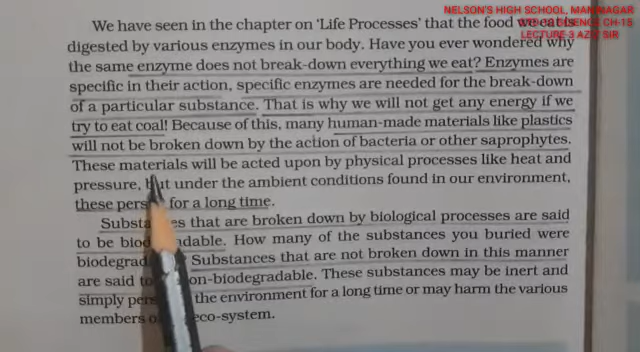 NELSON'S HIGH SCHOOL, MANINAGAR
LECTURE-3 AZIZ SIR
We have seen in the chapter on 'Life Processes' that the food we eat is
digested by various enzymes in our body. Have you ever wondered why
the same enzyme does not break-down everything we eat? Enzymes are
specific in their action, specific enzymes are needed for the break-down
of a particular substance. That is why we will not get any energy if we
try to eat coal! Because of this, many human-made materials like plastics
will not be broken down by the action of bacteria or other saprophytes.
These materials will be acted upon by physical processes like heat and
pressure, but under the ambient conditions found in our environment,
these pers for a long time.
Subst es that are broken down by biological processes are said
to be biod adable. How many of the substances you buried were
biodegrad Substances that are not broken down in this manner
are said to on-biodegradable. These substances may be inert and
simply per the environment for a long time or may harm the various
members o eco-system.